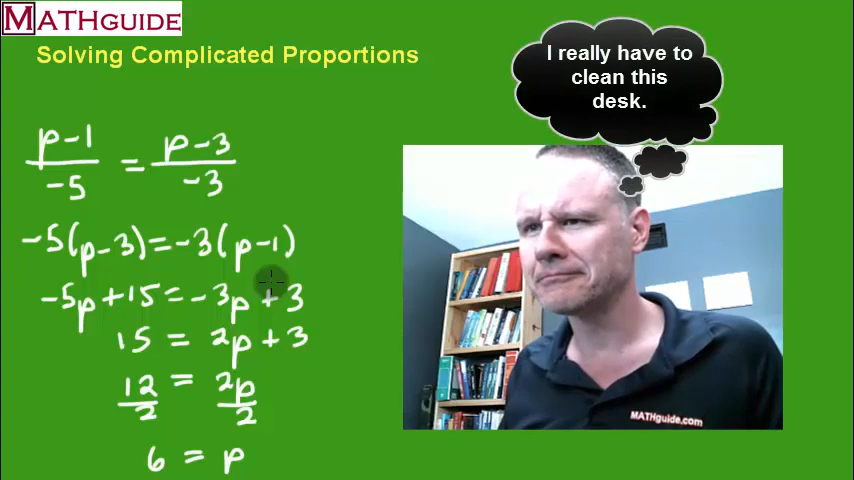 MATHGUIDE
Solving Complicated Proportions
I really have to
clean this
desk.
p-1/-5 = p-3/-3
-5(p-3)=-3(p-1)
-5p+15=-3p+3
15 = 2p+3
12/2 = 2p/2
6 = p
MATHguide.com